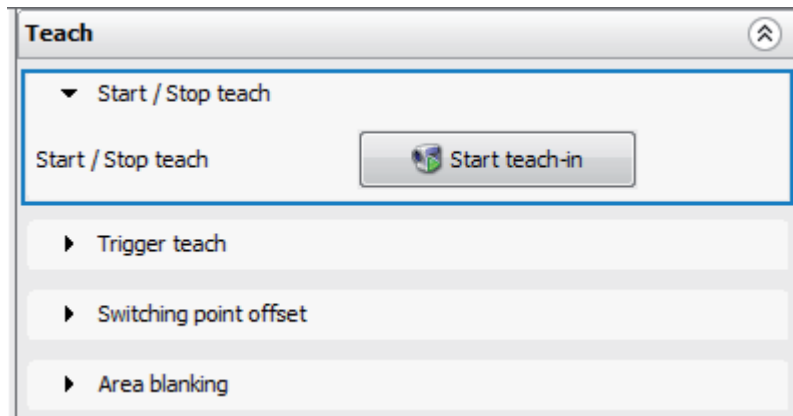 Teach
Start / Stop teach
Start / Stop teach Start teach-in
Trigger teach
Switching point offset
Area blanking